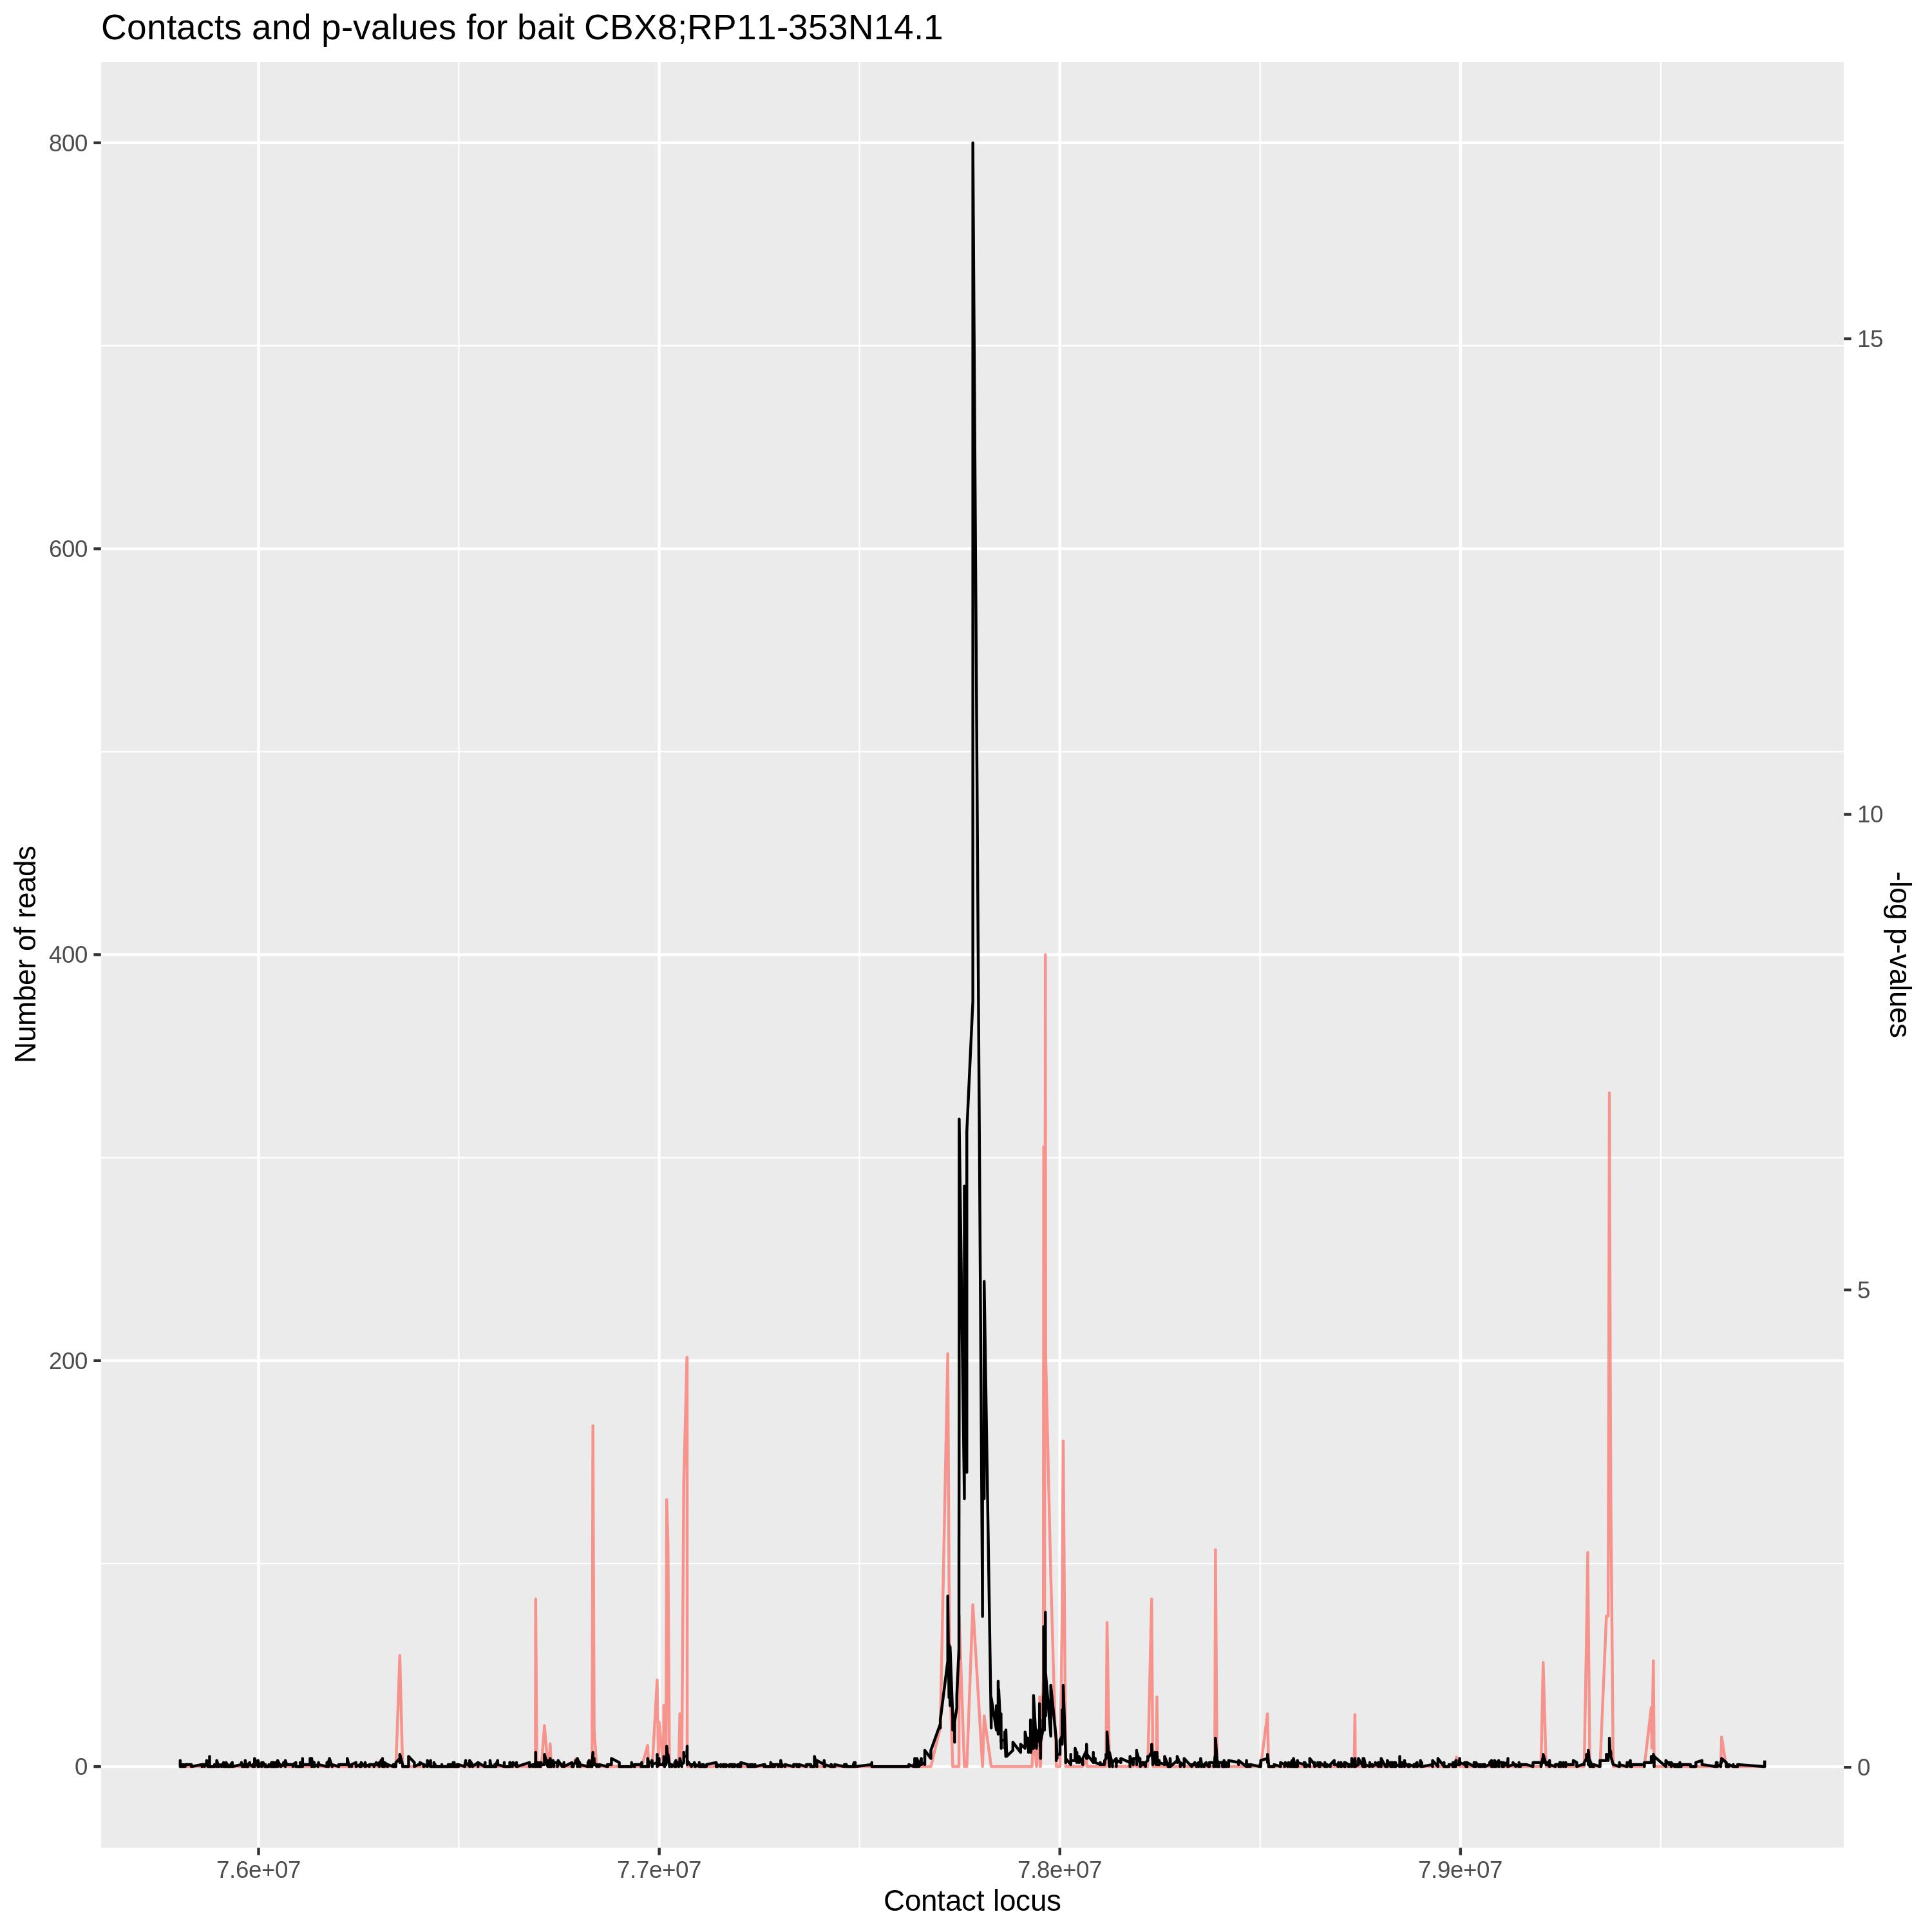 Contacts and p-values for bait CBX8;RP11-353N14.1
800
600
400
200
0
Number of reads
15
10
5
0
-log p-values
7.6e+07
7.7e+07
7.8e+07
7.9e+07
Contact locus